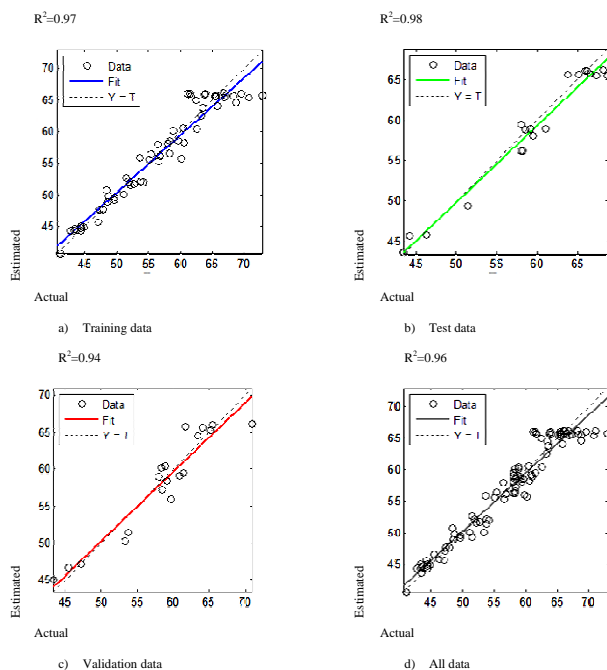 R²=0.97
70
65
60
55
50
45
Data
Fit
Y = T
45 50 55 60 65 70
Estimated
Actual
a) Training data
R²=0.98
65
60
55
50
45
Data
Fit
Y = T
45 50 55 60 65
Estimated
Actual
b) Test data
R²=0.94
70
65
60
55
50
45
Data
Fit
Y = T
45 50 55 60 65 70
Estimated
Actual
c) Validation data
R²=0.96
70
65
60
55
50
45
Data
Fit
Y = T
45 50 55 60 65 70
Estimated
Actual
d) All data